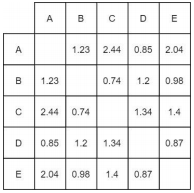 A B C D E
A 1.23 2.44 0.85 2.04
B 1.23 0.74 1.2 0.98
C 2.44 0.74 1.34 1.4
D 0.85 1.2 1.34 0.87
E 2.04 0.98 1.4 0.87